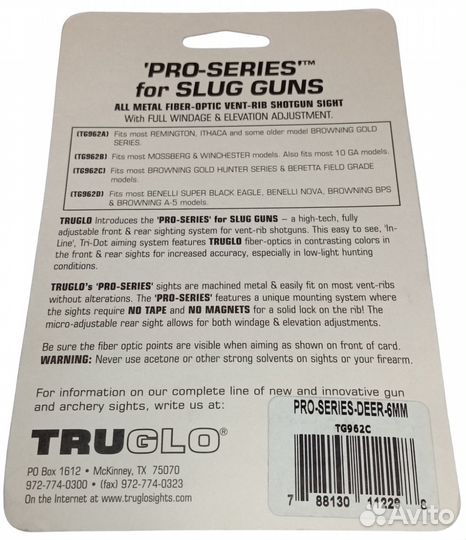 'PRO-SERIES'™
for SLUG GUNS
ALL METAL FIBER-OPTIC VENT-RIB SHOTGUN SIGHT
With FULL WINDAGE & ELEVATION ADJUSTMENT.
(TG962A) Fits most REMINGTON, ITHACA and some older model BROWNING GOLD
SERIES.
(TG962B) Fits most MOSSBERG & WINCHESTER models. Also fits most 10 GA models.
(TG962C) Fits most BROWNING GOLD HUNTER SERIES & BERETTA FIELD GRADE
models.
(TG962D) Fits most BENELLI SUPER BLACK EAGLE, BENELLI NOVA, BROWNING BPS
& BROWNING A-5 models.
TRUGLO Introduces the 'PRO-SERIES' for SLUG GUNS – a high-tech, fully
adjustable front & rear sighting system for vent-rib shotguns. This easy to see, 'In-
Line', Tri-Dot aiming system features TRUGLO fiber-optics in contrasting colors in
the front & rear sights for increased accuracy, especially in low-light hunting
conditions.
TRUGLO's 'PRO-SERIES' sights are machined metal & easily fit on most vent-ribs
without alterations. The 'PRO-SERIES' features a unique mounting system where
the sights require NO TAPE and NO MAGNETS for a solid lock on the rib! The
micro-adjustable rear sight allows for both windage & elevation adjustments.
Be sure the fiber optic points are visible when aiming as shown on front of card.
WARNING: Never use acetone or other strong solvents on sights or your firearm.
For information on our complete line of new and innovative gun
and archery sights, write us at:
TRUGLO®
PO Box 1612 • McKinney, TX 75070
972-774-0300 • (fax) 972-774-0323
On the Internet at www.truglosights.com
PRO-SERIES-DEER-6MM
TG962C
7 88130 11229
Avito